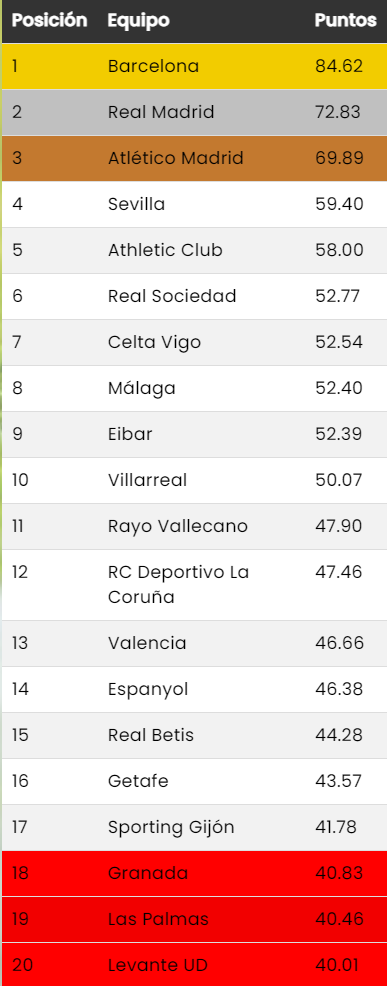 Posición Equipo Puntos
1 Barcelona 84.62
2 Real Madrid 72.83
3 Atlético Madrid 69.89
4 Sevilla 59.40
5 Athletic Club 58.00
6 Real Sociedad 52.77
7 Celta Vigo 52.54
8 Málaga 52.40
9 Eibar 52.39
10 Villarreal 50.07
11 Rayo Vallecano 47.90
12 RC Deportivo La 47.46
Coruña
13 Valencia 46.66
14 Espanyol 46.38
15 Real Betis 44.28
16 Getafe 43.57
17 Sporting Gijón 41.78
18 Granada 40.83
19 Las Palmas 40.46
20 Levante UD 40.01